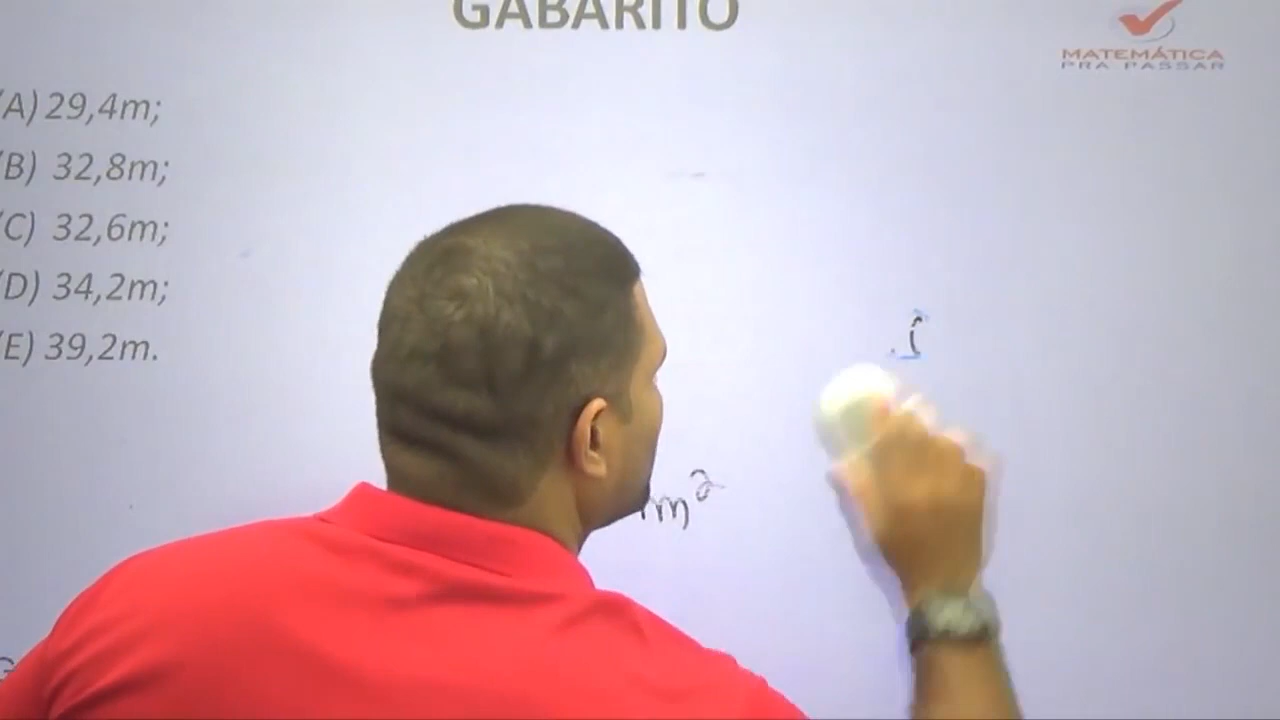 GABARITO
MATEMÁTICA
PRA PASSAR
(A) 29,4m;
(B) 32,8m;
(C) 32,6m;
(D) 34,2m;
(E) 39,2m.
m²